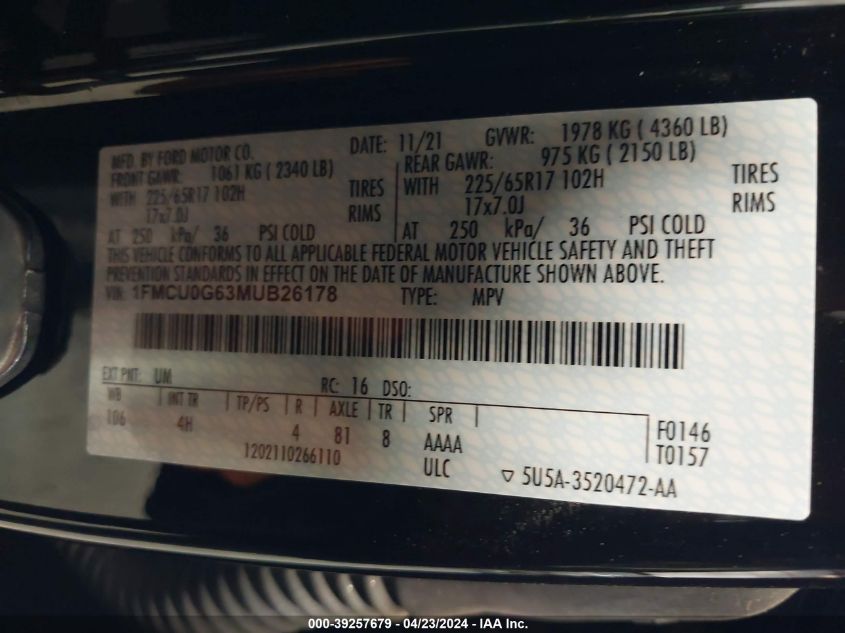 MFD. BY FORD MOTOR CO. DATE: 11/21 GVWR: 1978 KG ( 4360 LB)
FRONT GAWR: 1061 KG ( 2340 LB) REAR GAWR: 975 KG ( 2150 LB)
WITH 225/65R17 102H TIRES WITH 225/65R17 102H TIRES
17x7.0J RIMS 17x7.0J RIMS
AT 250 kPa/ 36 PSI COLD AT 250 kPa/ 36 PSI COLD
THIS VEHICLE CONFORMS TO ALL APPLICABLE FEDERAL MOTOR VEHICLE SAFETY AND THEFT
PREVENTION STANDARDS IN EFFECT ON THE DATE OF MANUFACTURE SHOWN ABOVE.
VIN: 1FMCU0G63MUB26178 TYPE: MPV
EXT PNT: UM RC: 16 DSO:
WB INT TR TP/PS R AXLE TR SPR
106 4H 4 81 8 AAAA F0146
1202110266110 ULC T0157
5U5A-3520472-AA
000-39257679 - 04/23/2024 - IAA Inc.